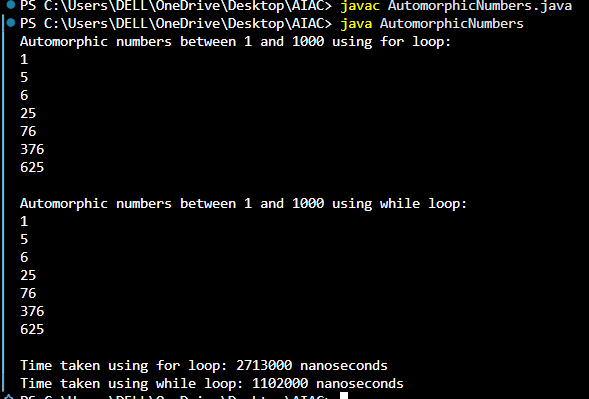 PS C:\Users\DELL\OneDrive\Desktop\AIAC> javac AutomorphicNumbers.java
PS C:\Users\DELL\OneDrive\Desktop\AIAC> java AutomorphicNumbers
Automorphic numbers between 1 and 1000 using for loop:
1
5
6
25
76
376
625
Automorphic numbers between 1 and 1000 using while loop:
1
5
6
25
76
376
625
Time taken using for loop: 2713000 nanoseconds
Time taken using while loop: 1102000 nanoseconds
PS C:\Users\DELL\OneDrive\Desktop\AIAC>